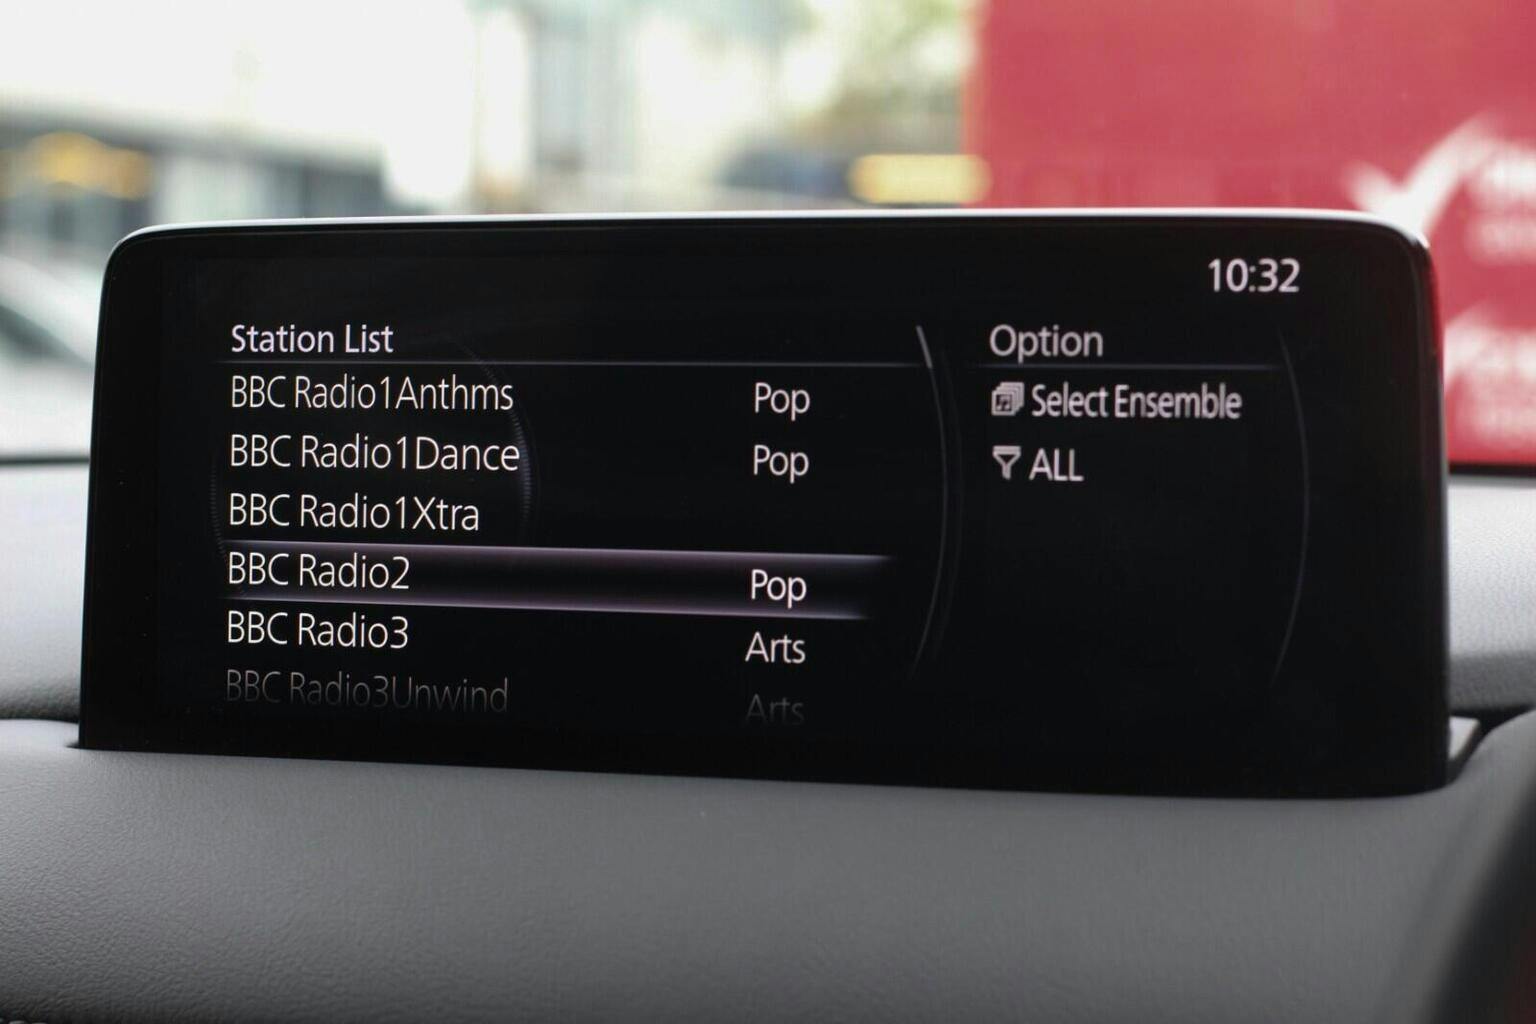 10:32
Station List
BBC Radio1Anthms Pop
BBC Radio1Dance Pop
BBC Radio1Xtra
BBC Radio2 Pop
BBC Radio3 Arts
BBC Radio3Unwind Arts
Option
Select Ensemble
ALL